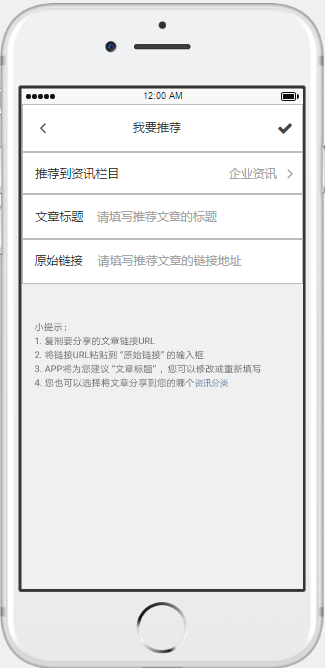 12:00 AM
我要推荐
推荐到资讯栏目 企业资讯
文章标题 请填写推荐文章的标题
原始链接 请填写推荐文章的链接地址
小提示：
1. 复制要分享的文章链接URL
2. 将链接URL粘贴到“原始链接”的输入框
3. APP将为您建议“文章标题”，您可以修改或重新填写
4. 您也可以选择将文章分享到您的哪个资讯分类